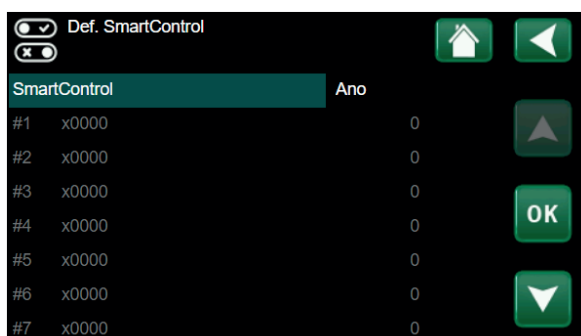 Def. SmartControl
SmartControl Ano
#1 x0000 0
#2 x0000 0
#3 x0000 0
OK
#4 x0000 0
#5 x0000 0
#6 x0000 0
#7 x0000 0